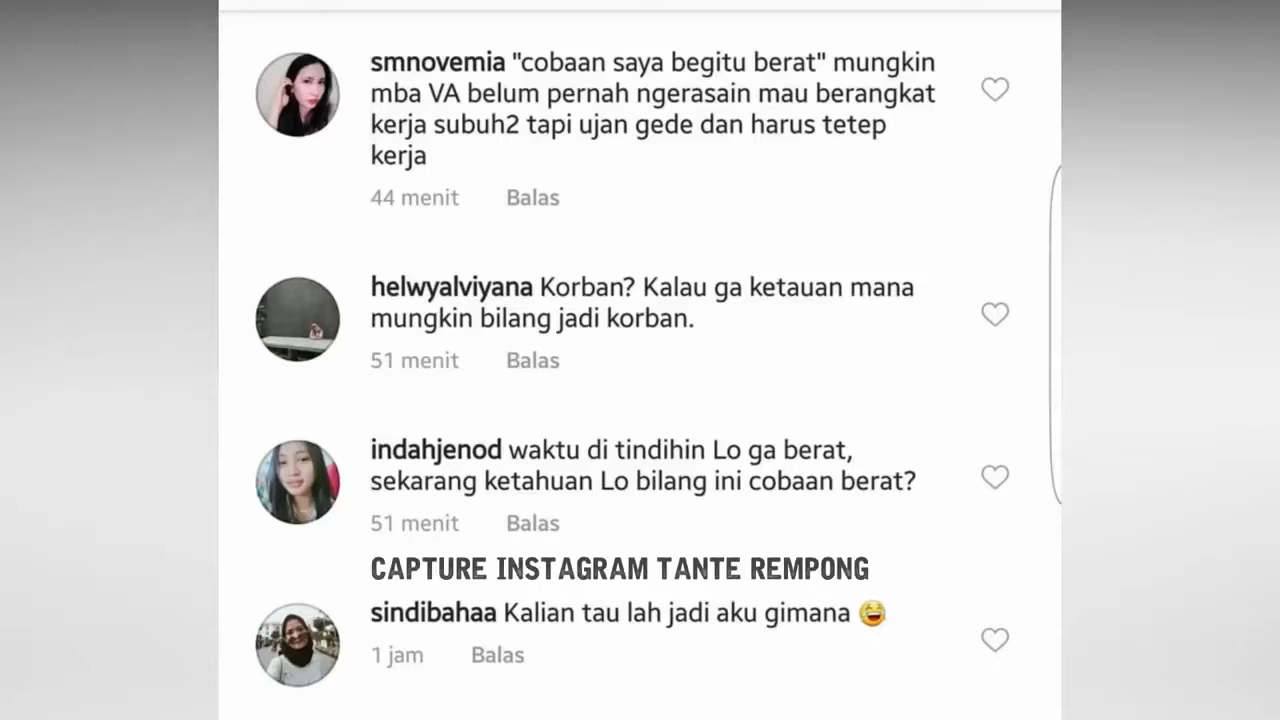 smnovemia "cobaan saya begitu berat" mungkin
mba VA belum pernah ngerasain mau berangkat
kerja subuh2 tapi ujan gede dan harus tetep
kerja
44 menit Balas
helwyalviyana Korban? Kalau ga ketauan mana
mungkin bilang jadi korban.
51 menit Balas
indahjenod waktu di tindihin Lo ga berat,
sekarang ketahuan Lo bilang ini cobaan berat?
51 menit Balas
CAPTURE INSTAGRAM TANTE REMPONG
sindibahaa Kalian tau lah jadi aku gimana 😂
1 jam Balas